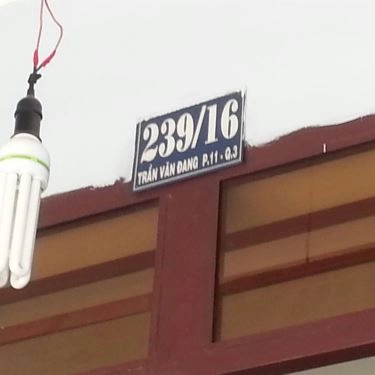 239/16
TRẦN VĂN ĐANG P.11 - Q.3